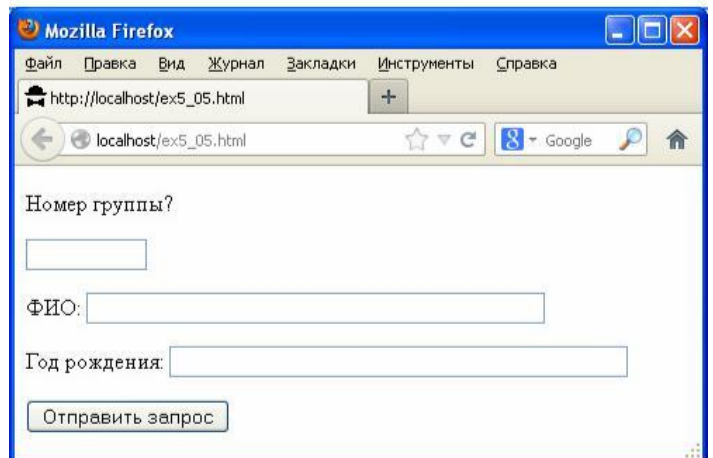 Mozilla Firefox
Файл Правка Вид Журнал Закладки Инструменты Справка
http://localhost/ex5_05.html +
localhost/ex5_05.html 8 Google
Номер группы?
ФИО:
Год рождения:
Отправить запрос